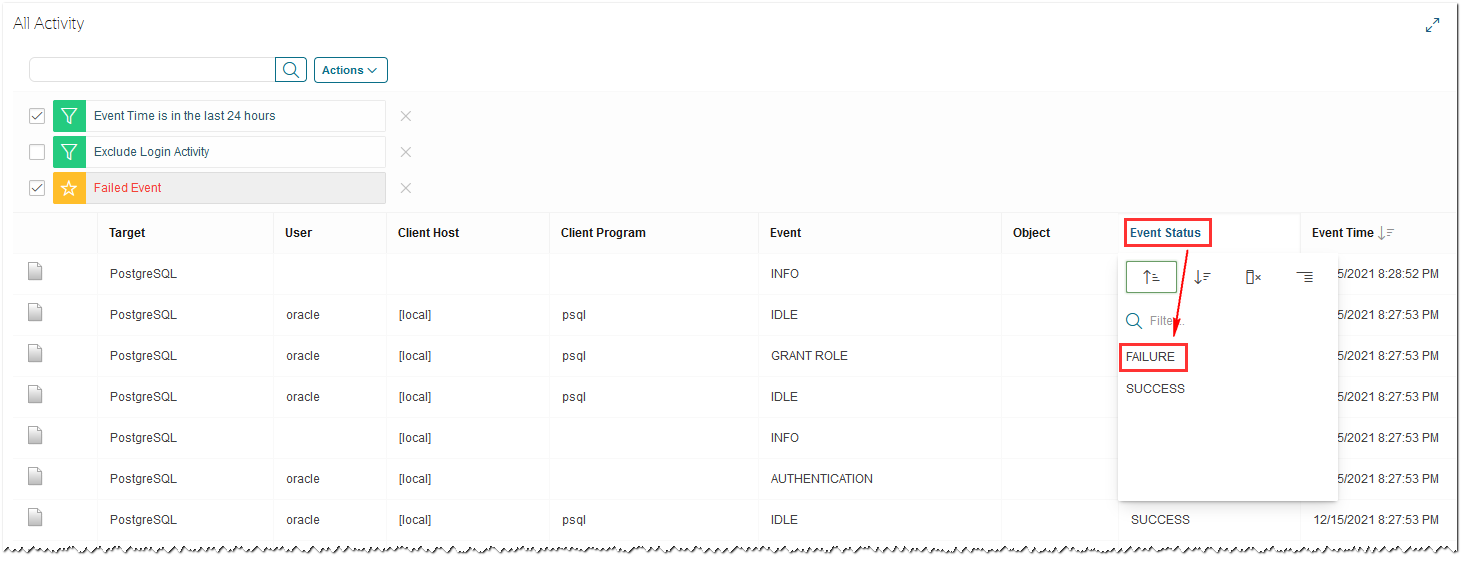 All Activity
Actions
Event Time is in the last 24 hours
Exclude Login Activity
Failed Event
Target User Client Host Client Program Event Object Event Status Event Time
PostgreSQL INFO 5/2021 8:28:52 PM
PostgreSQL oracle [local] psql IDLE 5/2021 8:27:53 PM
Filter...
PostgreSQL oracle [local] psql GRANT ROLE FAILURE 5/2021 8:27:53 PM
SUCCESS
PostgreSQL oracle [local] psql IDLE 5/2021 8:27:53 PM
PostgreSQL [local] INFO 5/2021 8:27:53 PM
PostgreSQL oracle [local] AUTHENTICATION 5/2021 8:27:53 PM
PostgreSQL oracle [local] psql IDLE SUCCESS 12/15/2021 8:27:53 PM